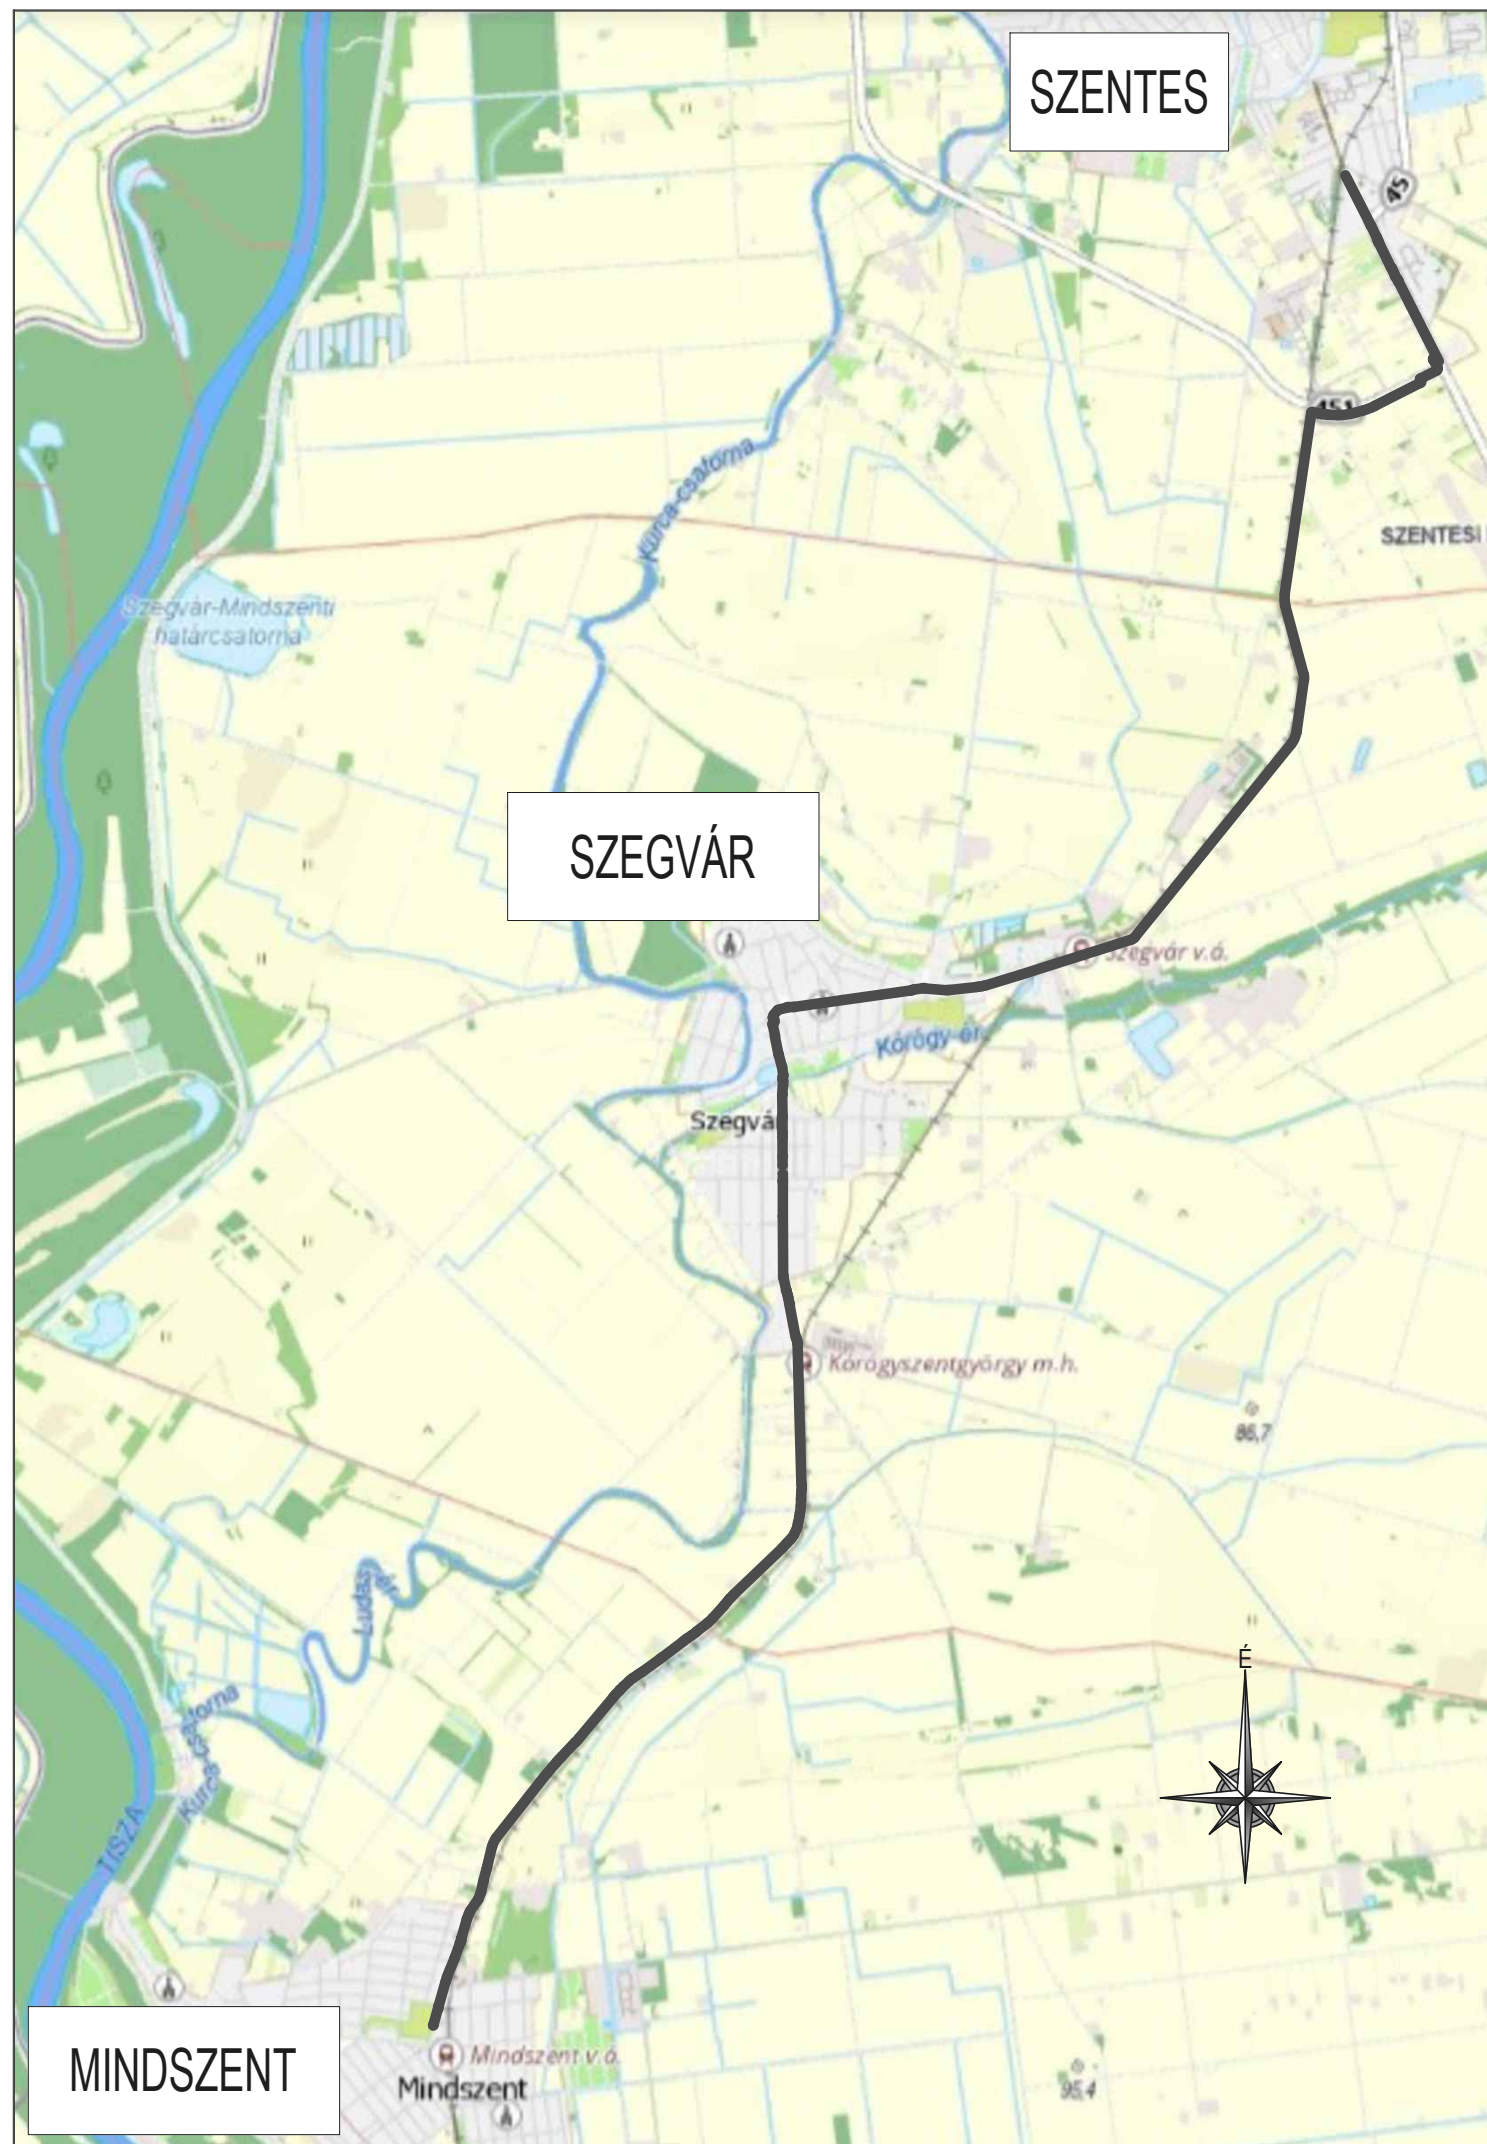 SZENTES
45
451
Kurca-csatorna
SZENTESI
Szegvár-Mindszenti
határcsatorna
SZEGVÁR
Szegvár v.á.
Kórógy-ér
Szegvár
Kórógyszentgyörgy m.h.
86,7
Ludas-ér
É
Kurca-csatorna
TISZA
MINDSZENT
Mindszent v.á.
Mindszent
95,4